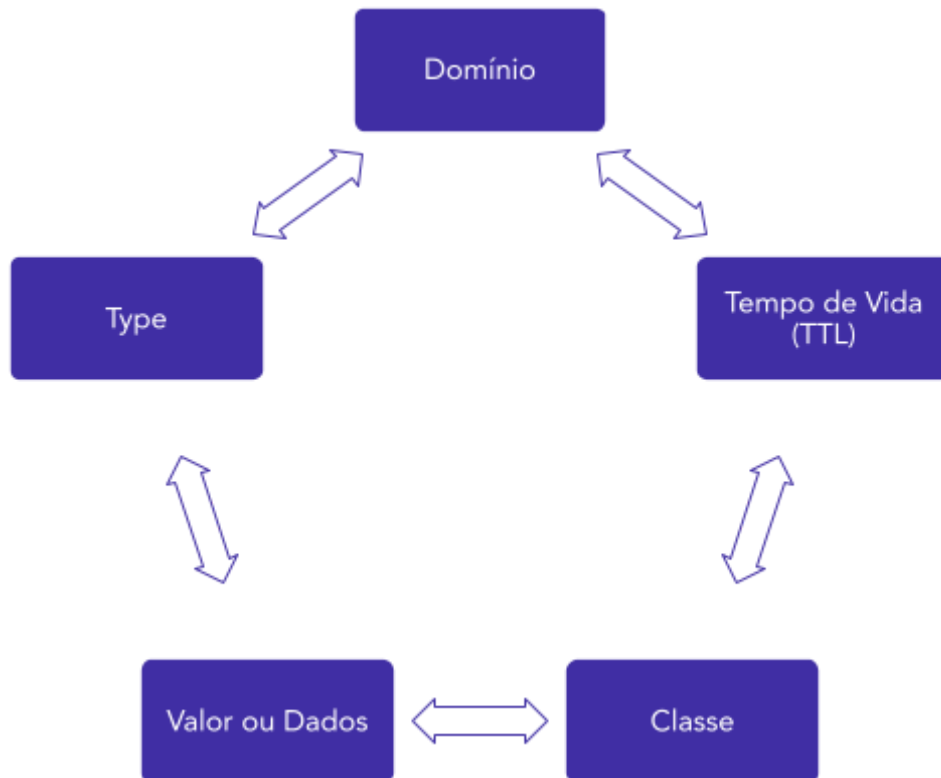 Domínio
Type
Tempo de Vida
(TTL)
Valor ou Dados
Classe